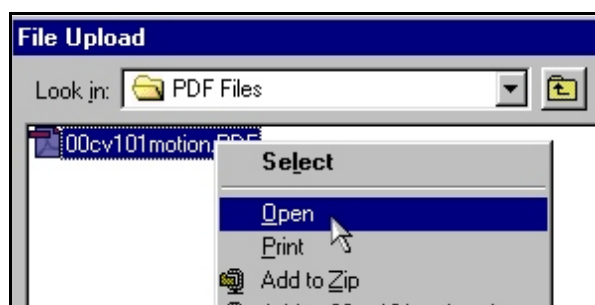 File Upload
Look in: PDF Files
00cv101motion.PDF
Select
Open
Print
Add to Zip